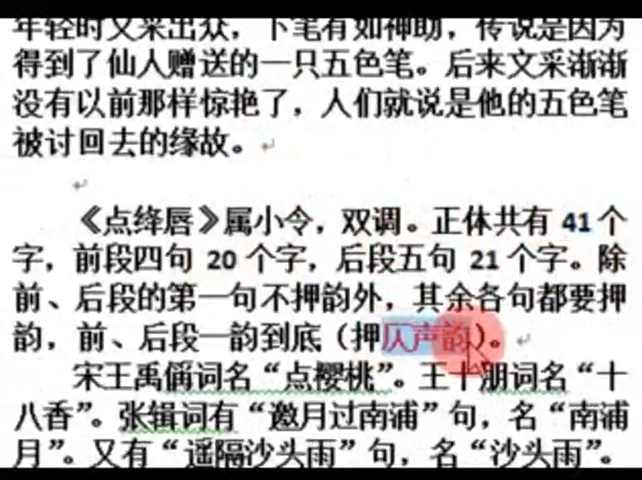 年轻时文采出众，下笔有如神助，传说是因为
得到了仙人赠送的一只五色笔。后来文采渐渐
没有以前那样惊艳了，人们就说是他的五色笔
被讨回去的缘故。
《点绛唇》属小令，双调。正体共有 41 个
字，前段四句 20 个字，后段五句 21 个字。除
前、后段的第一句不押韵外，其余各句都要押
韵，前、后段一韵到底（押仄声韵）。
宋王禹偁词名“点樱桃”。王十朋词名“十
八香”。张辑词有“邀月过南浦”句，名“南浦
月”。又有“遥隔沙头雨”句，名“沙头雨”。